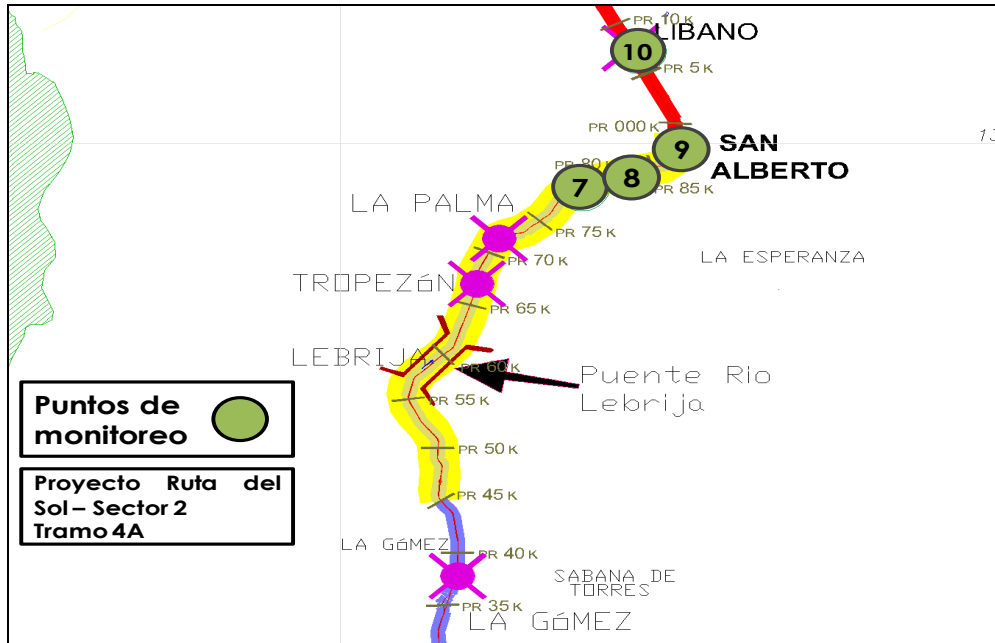 PR 10 K
LIBANO
10
PR 5 K
PR 000 K
SAN
ALBERTO
9
PR 80
8
7
PR 85 K
LA PALMA
PR 75 K
PR 70 K
LA ESPERANZA
TROPEZóN
PR 65 K
LEBRIJA
PR 60 K
Puente Rio
Lebrija
PR 55 K
Puntos de
monitoreo
PR 50 K
Proyecto Ruta del
Sol – Sector 2
Tramo 4A
PR 45 K
LA GóMEZ
PR 40 K
SABANA DE
TORRES
PR 35 K
LA GóMEZ